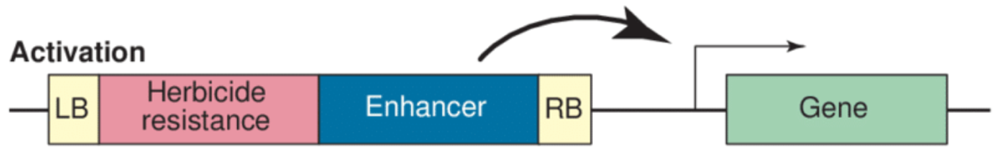 Activation
LB
Herbicide
resistance
Enhancer
RB
Gene